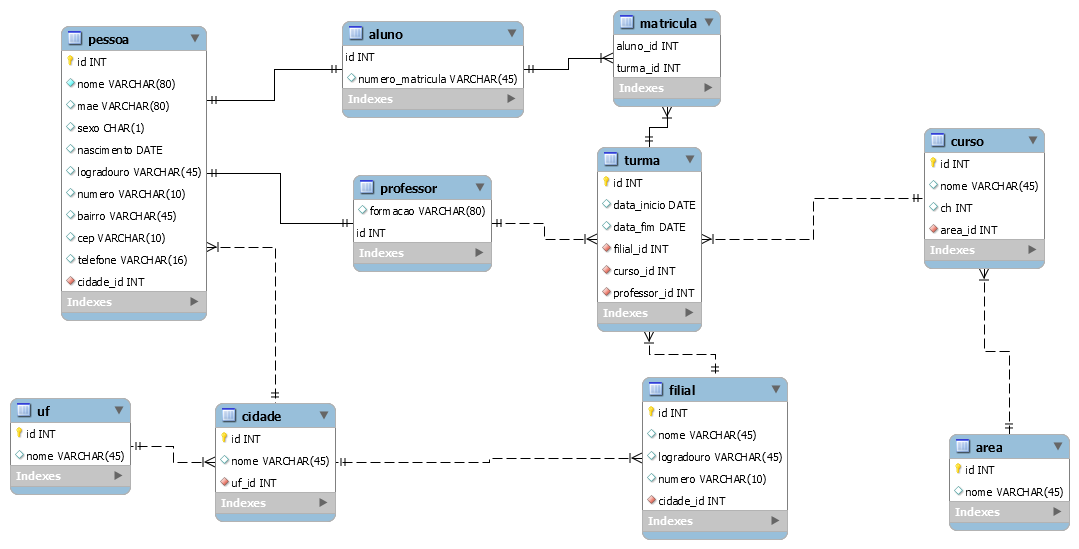 pessoa
id INT
nome VARCHAR(80)
mae VARCHAR(80)
sexo CHAR(1)
nascimento DATE
logradouro VARCHAR(45)
numero VARCHAR(10)
bairro VARCHAR(45)
cep VARCHAR(10)
telefone VARCHAR(16)
cidade_id INT
Indexes
aluno
id INT
numero_matricula VARCHAR(45)
Indexes
matricula
aluno_id INT
turma_id INT
Indexes
professor
formacao VARCHAR(80)
id INT
Indexes
turma
id INT
data_inicio DATE
data_fim DATE
filial_id INT
curso_id INT
professor_id INT
Indexes
curso
id INT
nome VARCHAR(45)
ch INT
area_id INT
Indexes
uf
id INT
nome VARCHAR(45)
Indexes
cidade
id INT
nome VARCHAR(45)
uf_id INT
Indexes
filial
id INT
nome VARCHAR(45)
logradouro VARCHAR(45)
numero VARCHAR(10)
cidade_id INT
Indexes
area
id INT
nome VARCHAR(45)
Indexes